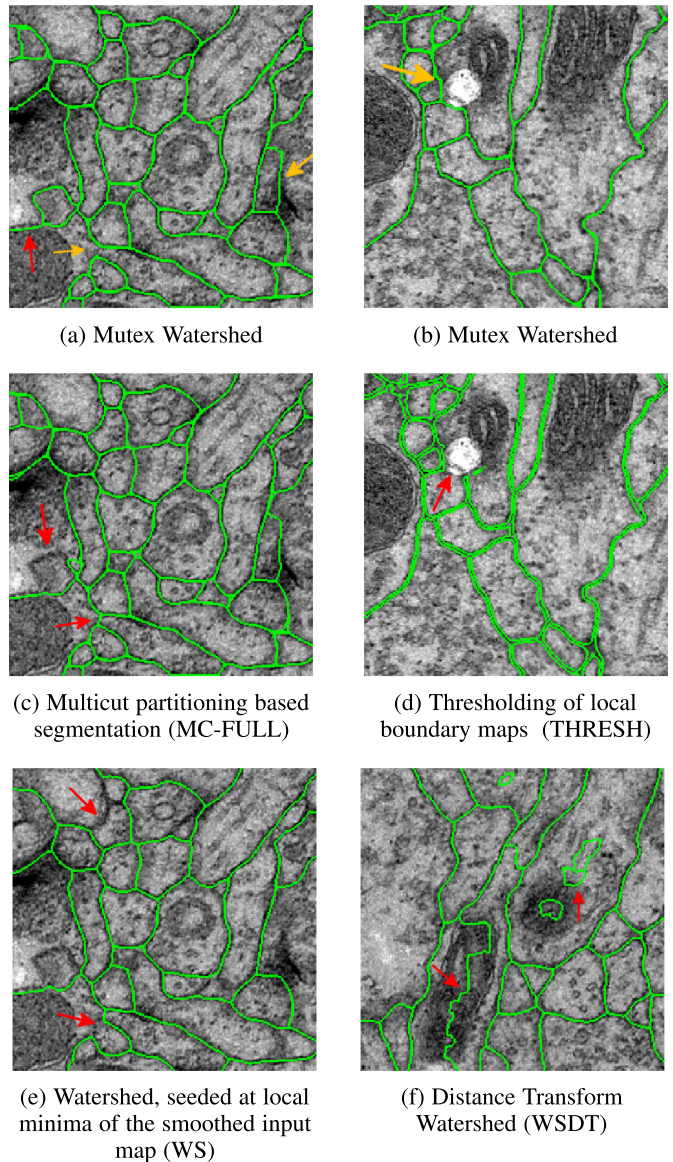 (a) Mutex Watershed
(b) Mutex Watershed
(c) Multicut partitioning based
segmentation (MC-FULL)
(d) Thresholding of local
boundary maps (THRESH)
(e) Watershed, seeded at local
minima of the smoothed input
map (WS)
(f) Distance Transform
Watershed (WSDT)